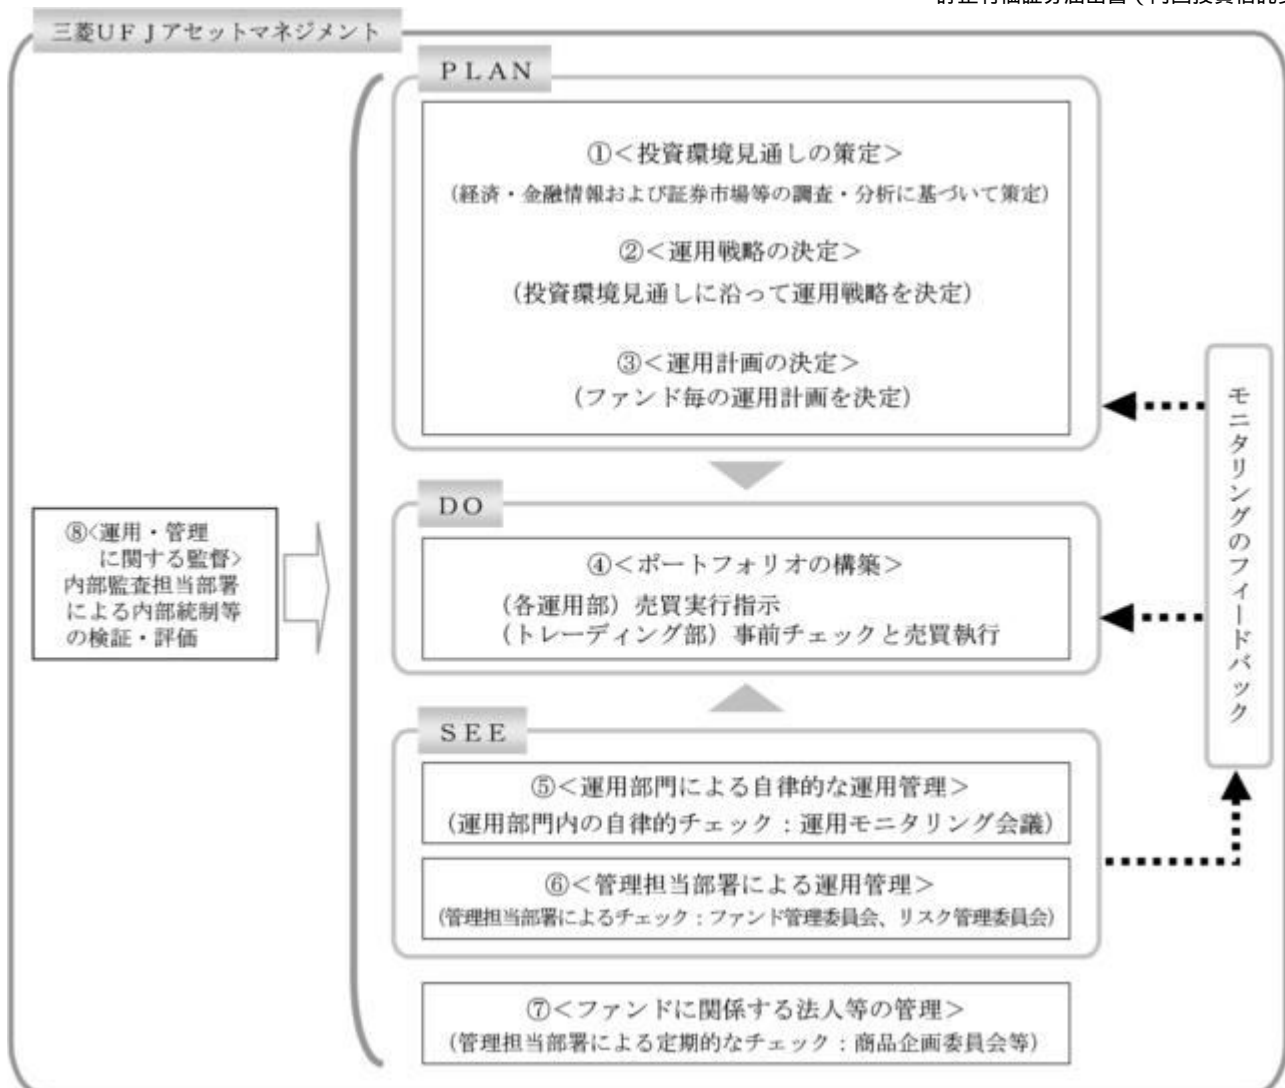 三菱ＵＦＪアセットマネジメント
ＰＬＡＮ
①＜投資環境見通しの策定＞
（経済・金融情報および証券市場等の調査・分析に基づいて策定）
②＜運用戦略の決定＞
（投資環境見通しに沿って運用戦略を決定）
③＜運用計画の決定＞
（ファンド毎の運用計画を決定）
ＤＯ
④＜ポートフォリオの構築＞
（各運用部）売買実行指示
（トレーディング部）事前チェックと売買執行
ＳＥＥ
⑤＜運用部門による自律的な運用管理＞
（運用部門内の自律的チェック：運用モニタリング会議）
⑥＜管理担当部署による運用管理＞
（管理担当部署によるチェック：ファンド管理委員会、リスク管理委員会）
⑦＜ファンドに関係する法人等の管理＞
（管理担当部署による定期的なチェック：商品企画委員会等）
⑧＜運用・管理
に関する監督＞
内部監査担当部署
による内部統制等
の検証・評価
モニタリングのフィードバック